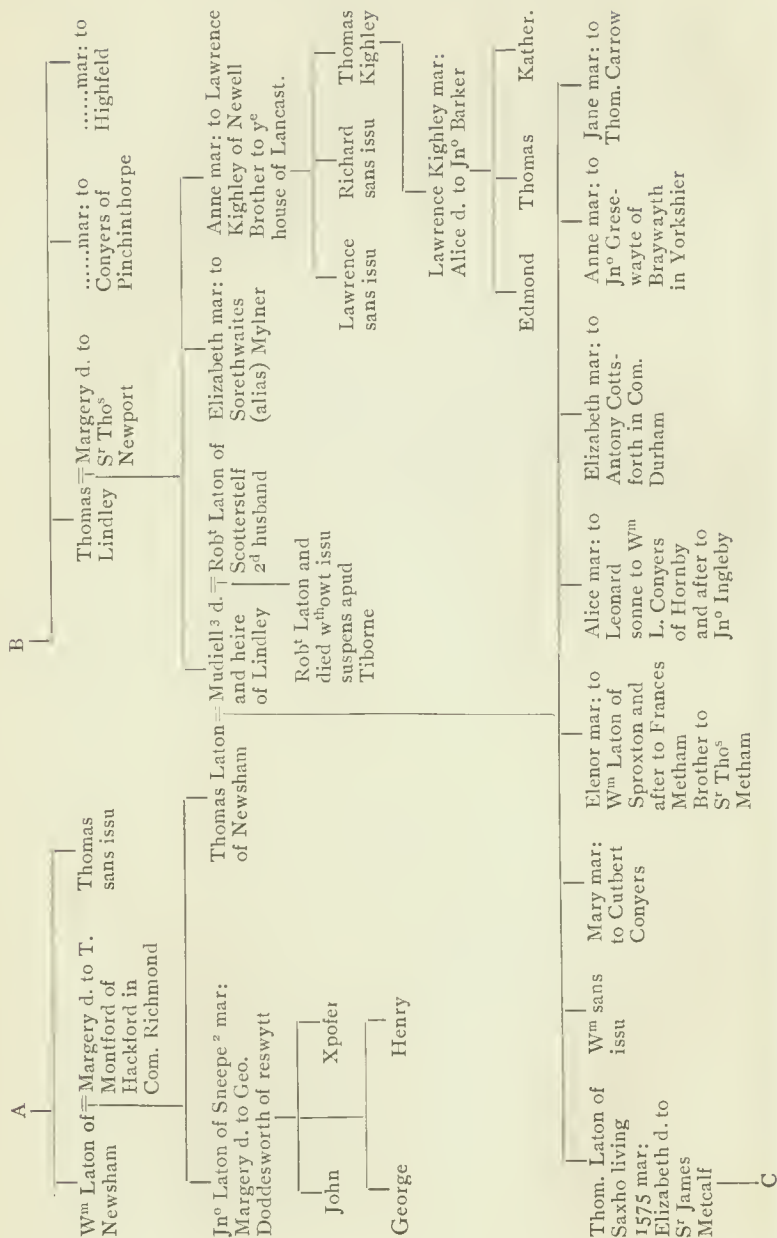 A
Wᵐ Laton of = Margery d. to T.
Newsham Montford of
Hackford in
Com. Richmond
Thomas
sans issu
Jnᵒ Laton of Sneepe ² mar:
Margery d. to Geo.
Doddesworth of reswytt
John Xpofer
George Henry
B
Thomas = Margery d. to
Lindley Sʳ Thoˢ
Newport
......mar: to
Conyers of
Pinchinthorpe
......mar: to
Highfeld
Thomas Laton
of Newsham
= Mudiell ³ d.
and heire
of Lindley
= Robᵗ Laton of
Scotterstelf
2ᵈ husband
Robᵗ Laton and
died wᵗʰowt issu
suspens apud
Tiborne
Elizabeth mar: to
Sorethwaites
(alias) Mylner
Anne mar: to Lawrence
Kighley of Newell
Brother to yᵉ
house of Lancast.
Lawrence
sans issu
Richard
sans issu
Thomas
Kighley
Lawrence Kighley mar:
Alice d. to Jnᵒ Barker
Edmond Thomas Kather.
Thom. Laton of
Saxho living
1575 mar:
Elizabeth d. to
Sʳ James
Metcalf
C
Wᵐ sans
issu
Mary mar:
to Cutbert
Conyers
Elenor mar: to
Wᵐ Laton of
Sproxton and
after to Frances
Metham
Brother to
Sʳ Thoˢ
Metham
Alice mar: to
Leonard
sonne to Wᵐ
L. Conyers
of Hornby
and after to
Jnᵒ Ingleby
Elizabeth mar: to
Antony Cotts-
forth in Com.
Durham
Anne mar: to
Jnᵒ Grese-
wayte of
Braywayth
in Yorkshier
Jane mar: to
Thom. Carrow